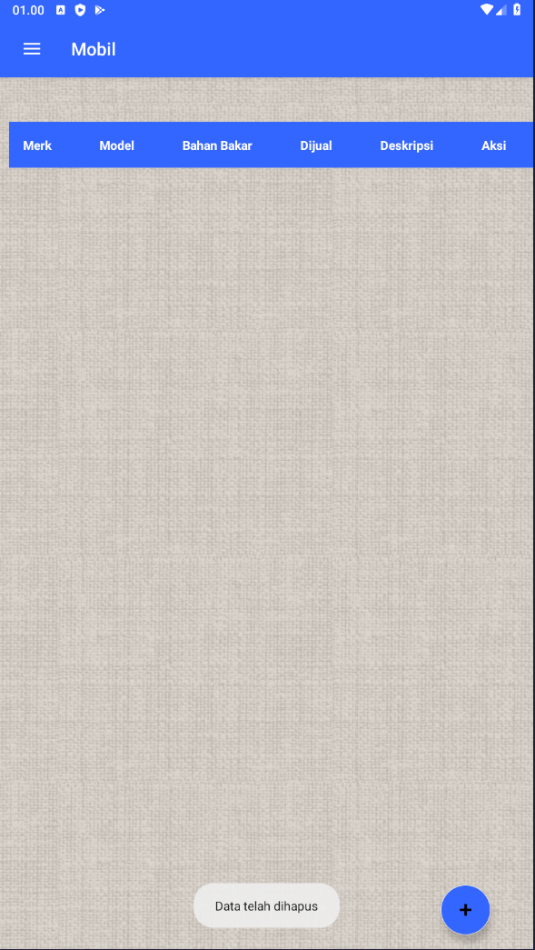 01.00
Mobil
Merk Model Bahan Bakar Dijual Deskripsi Aksi
Data telah dihapus